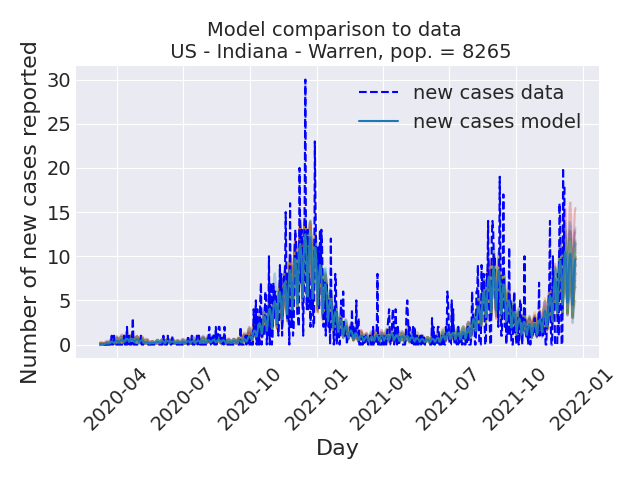 Model comparison to data
US - Indiana - Warren, pop. = 8265
Number of new cases reported
30
25
20
15
10
5
0
new cases data
new cases model
2020-04
2020-07
2020-10
2021-01
2021-04
2021-07
2021-10
2022-01
Day